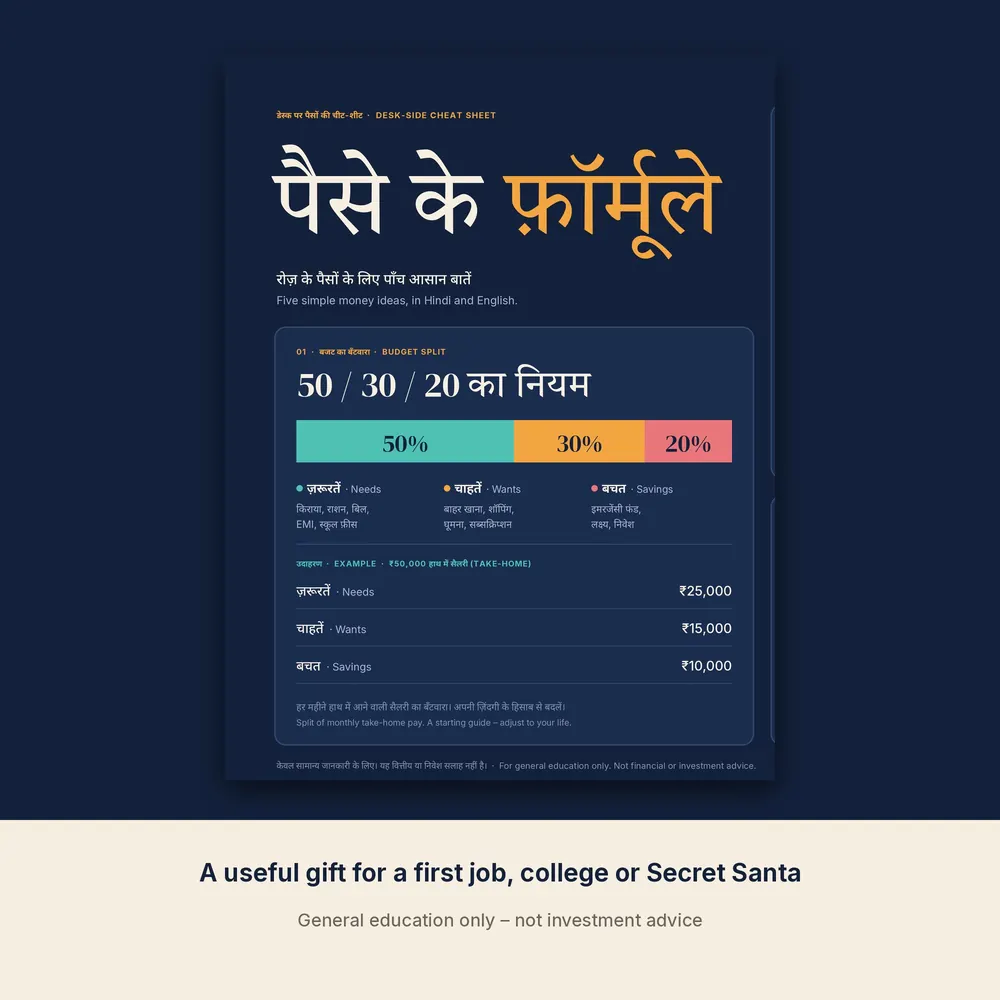 डेस्क पर पैसों की चीट-शीट · DESK-SIDE CHEAT SHEET
पैसे के फ़ॉर्मूले
रोज़ के पैसों के लिए पाँच आसान बातें
Five simple money ideas, in Hindi and English.
01 · बजट का बँटवारा · BUDGET SPLIT
50 / 30 / 20 का नियम
50% 30% 20%
ज़रूरतें · Needs चाहतें · Wants बचत · Savings
किराया, राशन, बिल, बाहर खाना, शॉपिंग, इमरजेंसी फंड,
EMI, स्कूल फ़ीस घूमना, सब्सक्रिप्शन लक्ष्य, निवेश
उदाहरण · EXAMPLE · ₹50,000 हाथ में सैलरी (TAKE-HOME)
ज़रूरतें · Needs ₹25,000
चाहतें · Wants ₹15,000
बचत · Savings ₹10,000
हर महीने हाथ में आने वाली सैलरी का बँटवारा। अपनी ज़िंदगी के हिसाब से बदलें।
Split of monthly take-home pay. A starting guide – adjust to your life.
केवल सामान्य जानकारी के लिए। यह वित्तीय या निवेश सलाह नहीं है। · For general education only. Not financial or investment advice.
A useful gift for a first job, college or Secret Santa
General education only – not investment advice